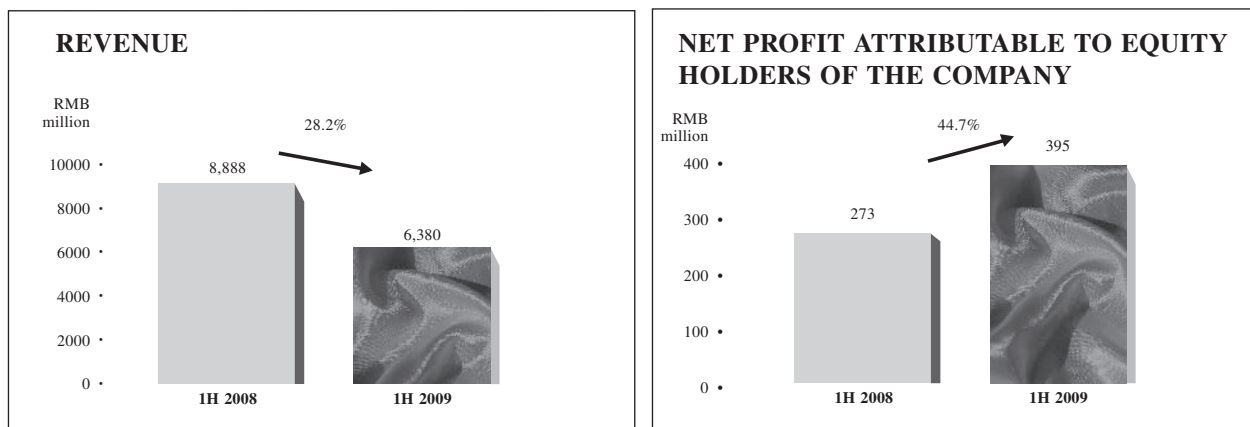 REVENUE
RMB
million
28.2%
10000
8,888
8000
6,380
6000
4000
2000
0
1H 2008
1H 2009
NET PROFIT ATTRIBUTABLE TO EQUITY
HOLDERS OF THE COMPANY
RMB
million
44.7%
395
400
273
300
200
100
0
1H 2008
1H 2009